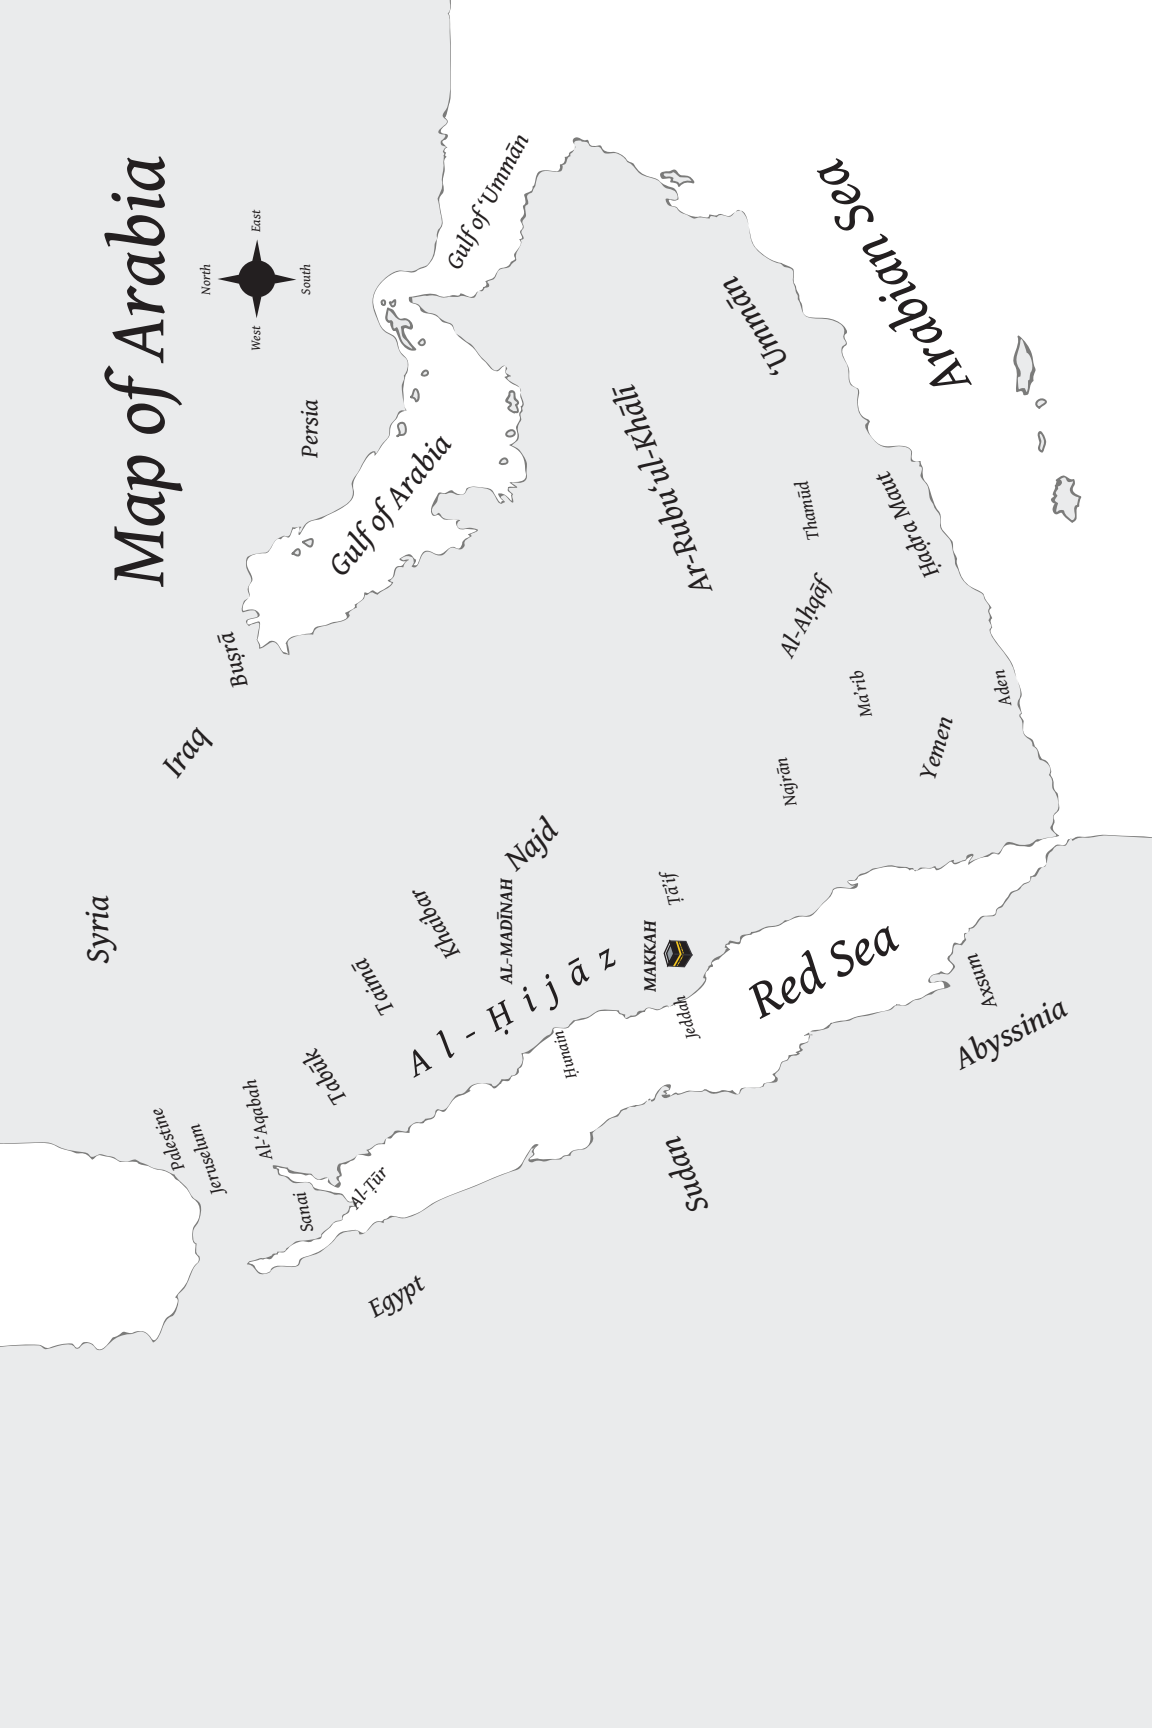 Map of Arabia
North
West
East
South
Syria
Iraq
Buṣrā
Persia
Palestine
Jeruselum
Al-‘Aqabah
Sanai
Al-Ṭūr
Tabūk
Taimā
Khaibar
Gulf of Arabia
Gulf of ‘Ummān
Egypt
Al-Ḥijāz
AL-MADĪNAH
Najd
Ḥunain
MAKKAH
Jeddah
Ṭā’if
Ar-Rubu‘ul-Khālī
‘Ummān
Sudan
Red Sea
Najrān
Al-Aḥqāf
Thamūd
Ma’rib
Ḥaḍra Maut
Arabian Sea
Yemen
Aden
Axsum
Abyssinia